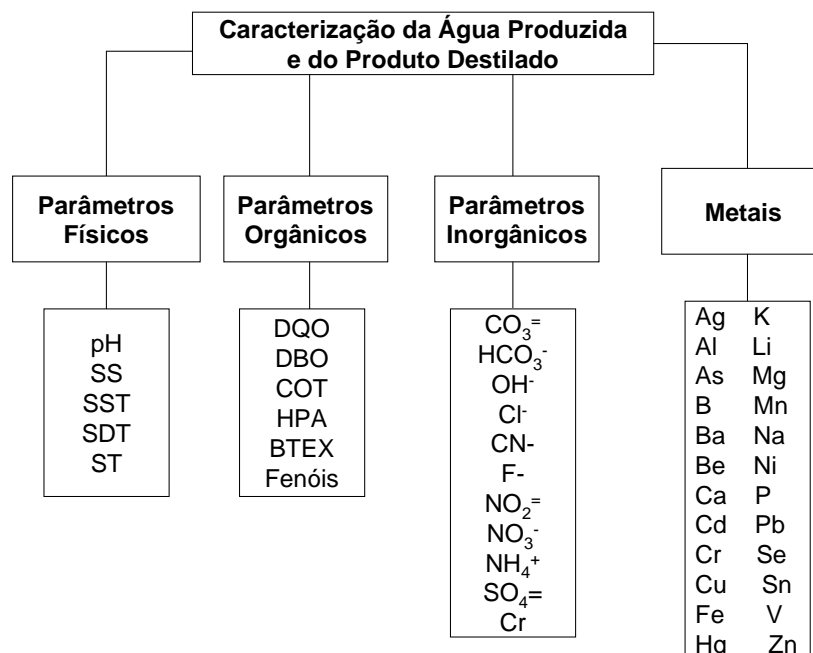 Caracterização da Água Produzida
e do Produto Destilado
Parâmetros
Físicos
Parâmetros
Orgânicos
Parâmetros
Inorgânicos
Metais
pH
SS
SST
SDT
ST
DQO
DBO
COT
HPA
BTEX
Fenóis
CO₃⁼
HCO₃⁻
OH⁻
Cl⁻
CN-
F-
NO₂⁼
NO₃⁻
NH₄⁺
SO₄=
Cr
Ag K
Al Li
As Mg
B Mn
Ba Na
Be Ni
Ca P
Cd Pb
Cr Se
Cu Sn
Fe V
Hg Zn